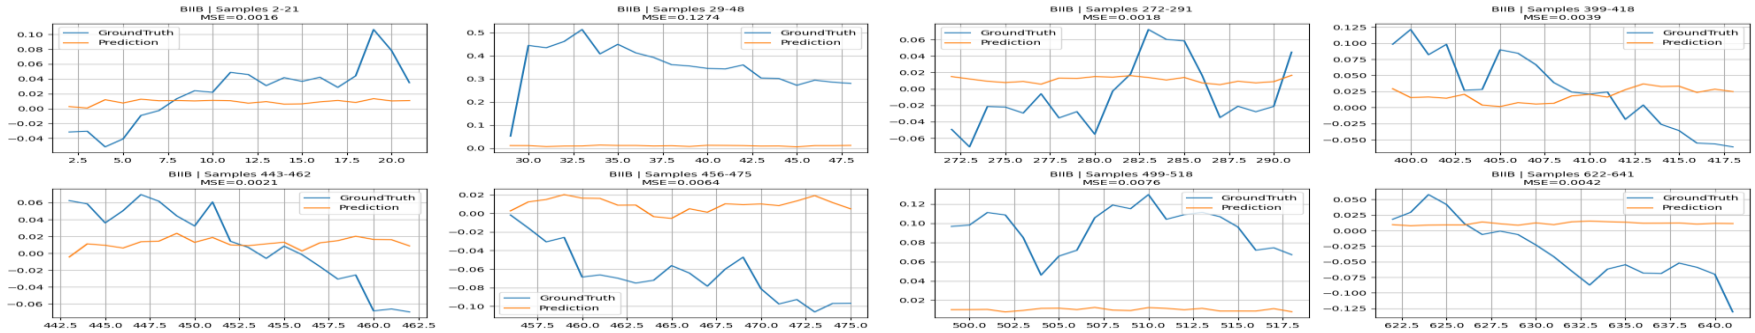 BIIB | Samples 2-21
MSE=0.0016
GroundTruth
Prediction
0.10
0.08
0.06
0.04
0.02
0.00
−0.02
−0.04
2.5 5.0 7.5 10.0 12.5 15.0 17.5 20.0
BIIB | Samples 29-48
MSE=0.1274
GroundTruth
Prediction
0.5
0.4
0.3
0.2
0.1
0.0
30.0 32.5 35.0 37.5 40.0 42.5 45.0 47.5
BIIB | Samples 272-291
MSE=0.0018
GroundTruth
Prediction
0.06
0.04
0.02
0.00
−0.02
−0.04
−0.06
272.5 275.0 277.5 280.0 282.5 285.0 287.5 290.0
BIIB | Samples 399-418
MSE=0.0039
GroundTruth
Prediction
0.125
0.100
0.075
0.050
0.025
0.000
−0.025
−0.050
400.0 402.5 405.0 407.5 410.0 412.5 415.0 417.5
BIIB | Samples 443-462
MSE=0.0021
GroundTruth
Prediction
0.06
0.04
0.02
0.00
−0.02
−0.04
−0.06
442.5 445.0 447.5 450.0 452.5 455.0 457.5 460.0 462.5
BIIB | Samples 456-475
MSE=0.0064
0.02
0.00
−0.02
−0.04
−0.06
−0.08
−0.10
GroundTruth
Prediction
457.5 460.0 462.5 465.0 467.5 470.0 472.5 475.0
BIIB | Samples 499-518
MSE=0.0076
GroundTruth
Prediction
0.12
0.10
0.08
0.06
0.04
0.02
500.0 502.5 505.0 507.5 510.0 512.5 515.0 517.5
BIIB | Samples 622-641
MSE=0.0042
GroundTruth
Prediction
0.050
0.025
0.000
−0.025
−0.050
−0.075
−0.100
−0.125
622.5 625.0 627.5 630.0 632.5 635.0 637.5 640.0